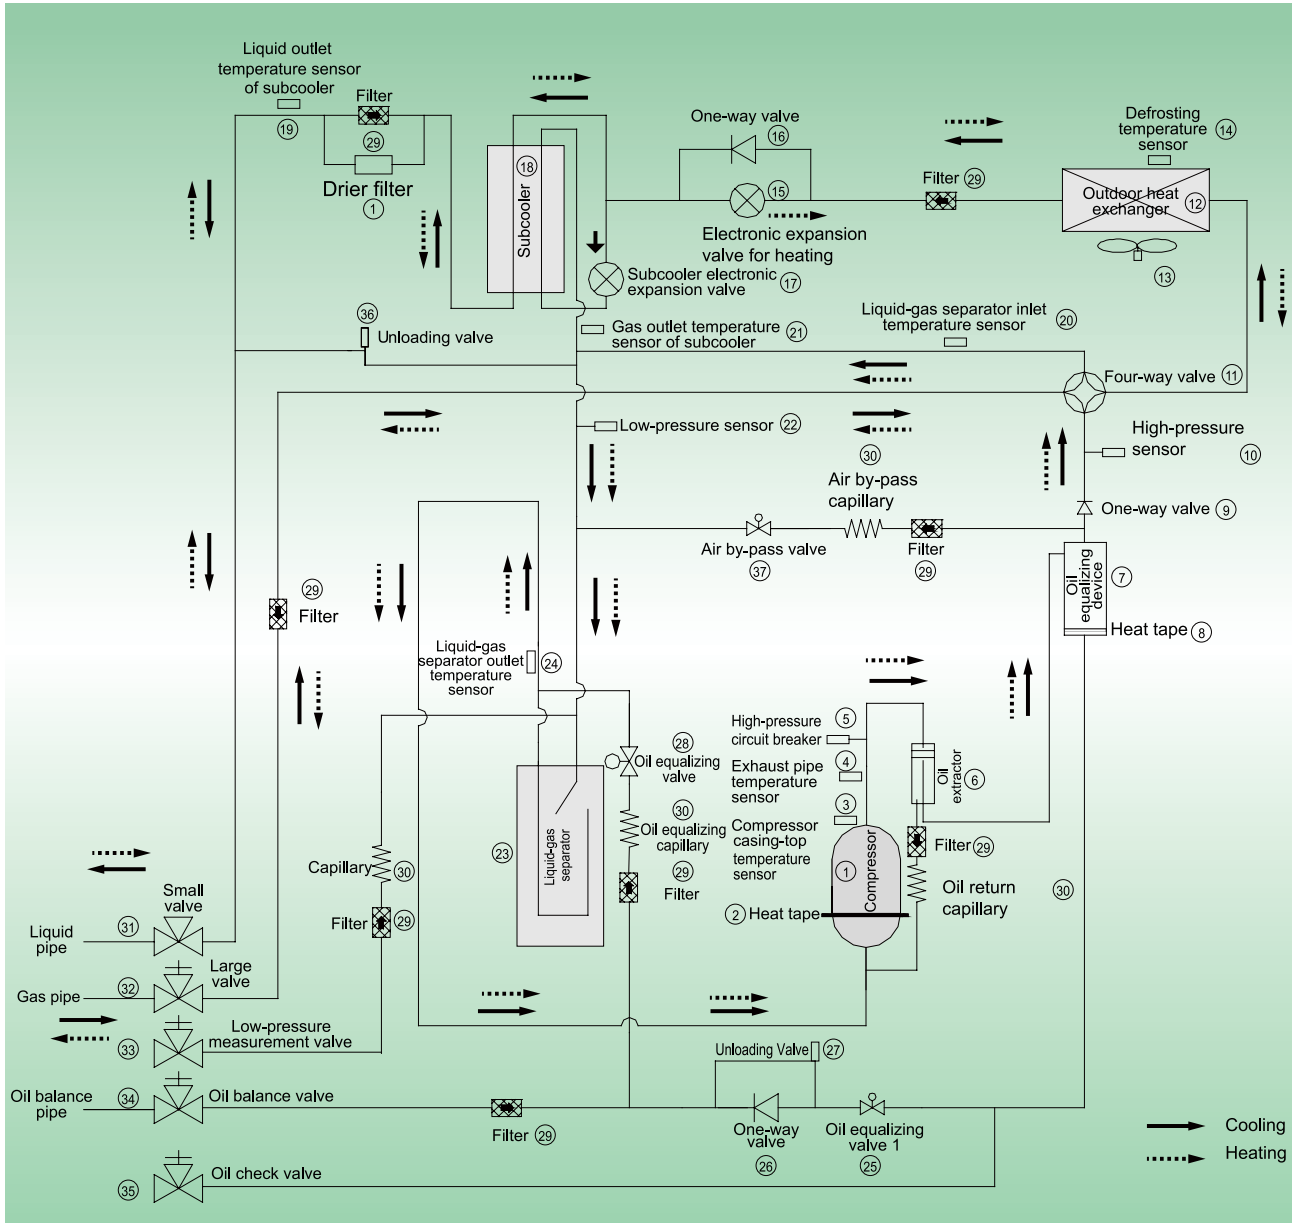 Liquid outlet
temperature sensor
of subcooler
19
Filter
29
Drier filter
1
18
Subcooler
One-way valve
16
15
Electronic expansion
valve for heating
Subcooler electronic
expansion valve
17
Filter 29
Defrosting
temperature
sensor
14
Outdoor heat
exchanger
12
13
36
Unloading valve
Gas outlet temperature
sensor of subcooler
21
Liquid-gas separator inlet
temperature sensor
20
Four-way valve 11
Low-pressure sensor 22
High-pressure
sensor
10
30
Air by-pass
capillary
One-way valve 9
Air by-pass valve
37
Filter
29
Oil
equalizing
device
7
Heat tape 8
29
Filter
Liquid-gas
separator outlet
temperature
sensor
24
High-pressure
circuit breaker
5
28
Oil equalizing
valve
Exhaust pipe
temperature
sensor
4
Oil
extractor
6
30
Oil equalizing
capillary
3
Compressor
casing-top
temperature
sensor
23
Liquid-gas
separator
29
Filter
1
Compressor
Filter 29
Oil return
capillary
30
2 Heat tape
Capillary 30
Filter 29
Small
valve
31
Liquid
pipe
Large
valve
32
Gas pipe
Low-pressure
measurement valve
33
Unloading Valve 27
Oil balance
pipe
34
Oil balance valve
Filter 29
One-way
valve
26
Oil equalizing
valve 1
25
Oil check valve
35
Cooling
Heating